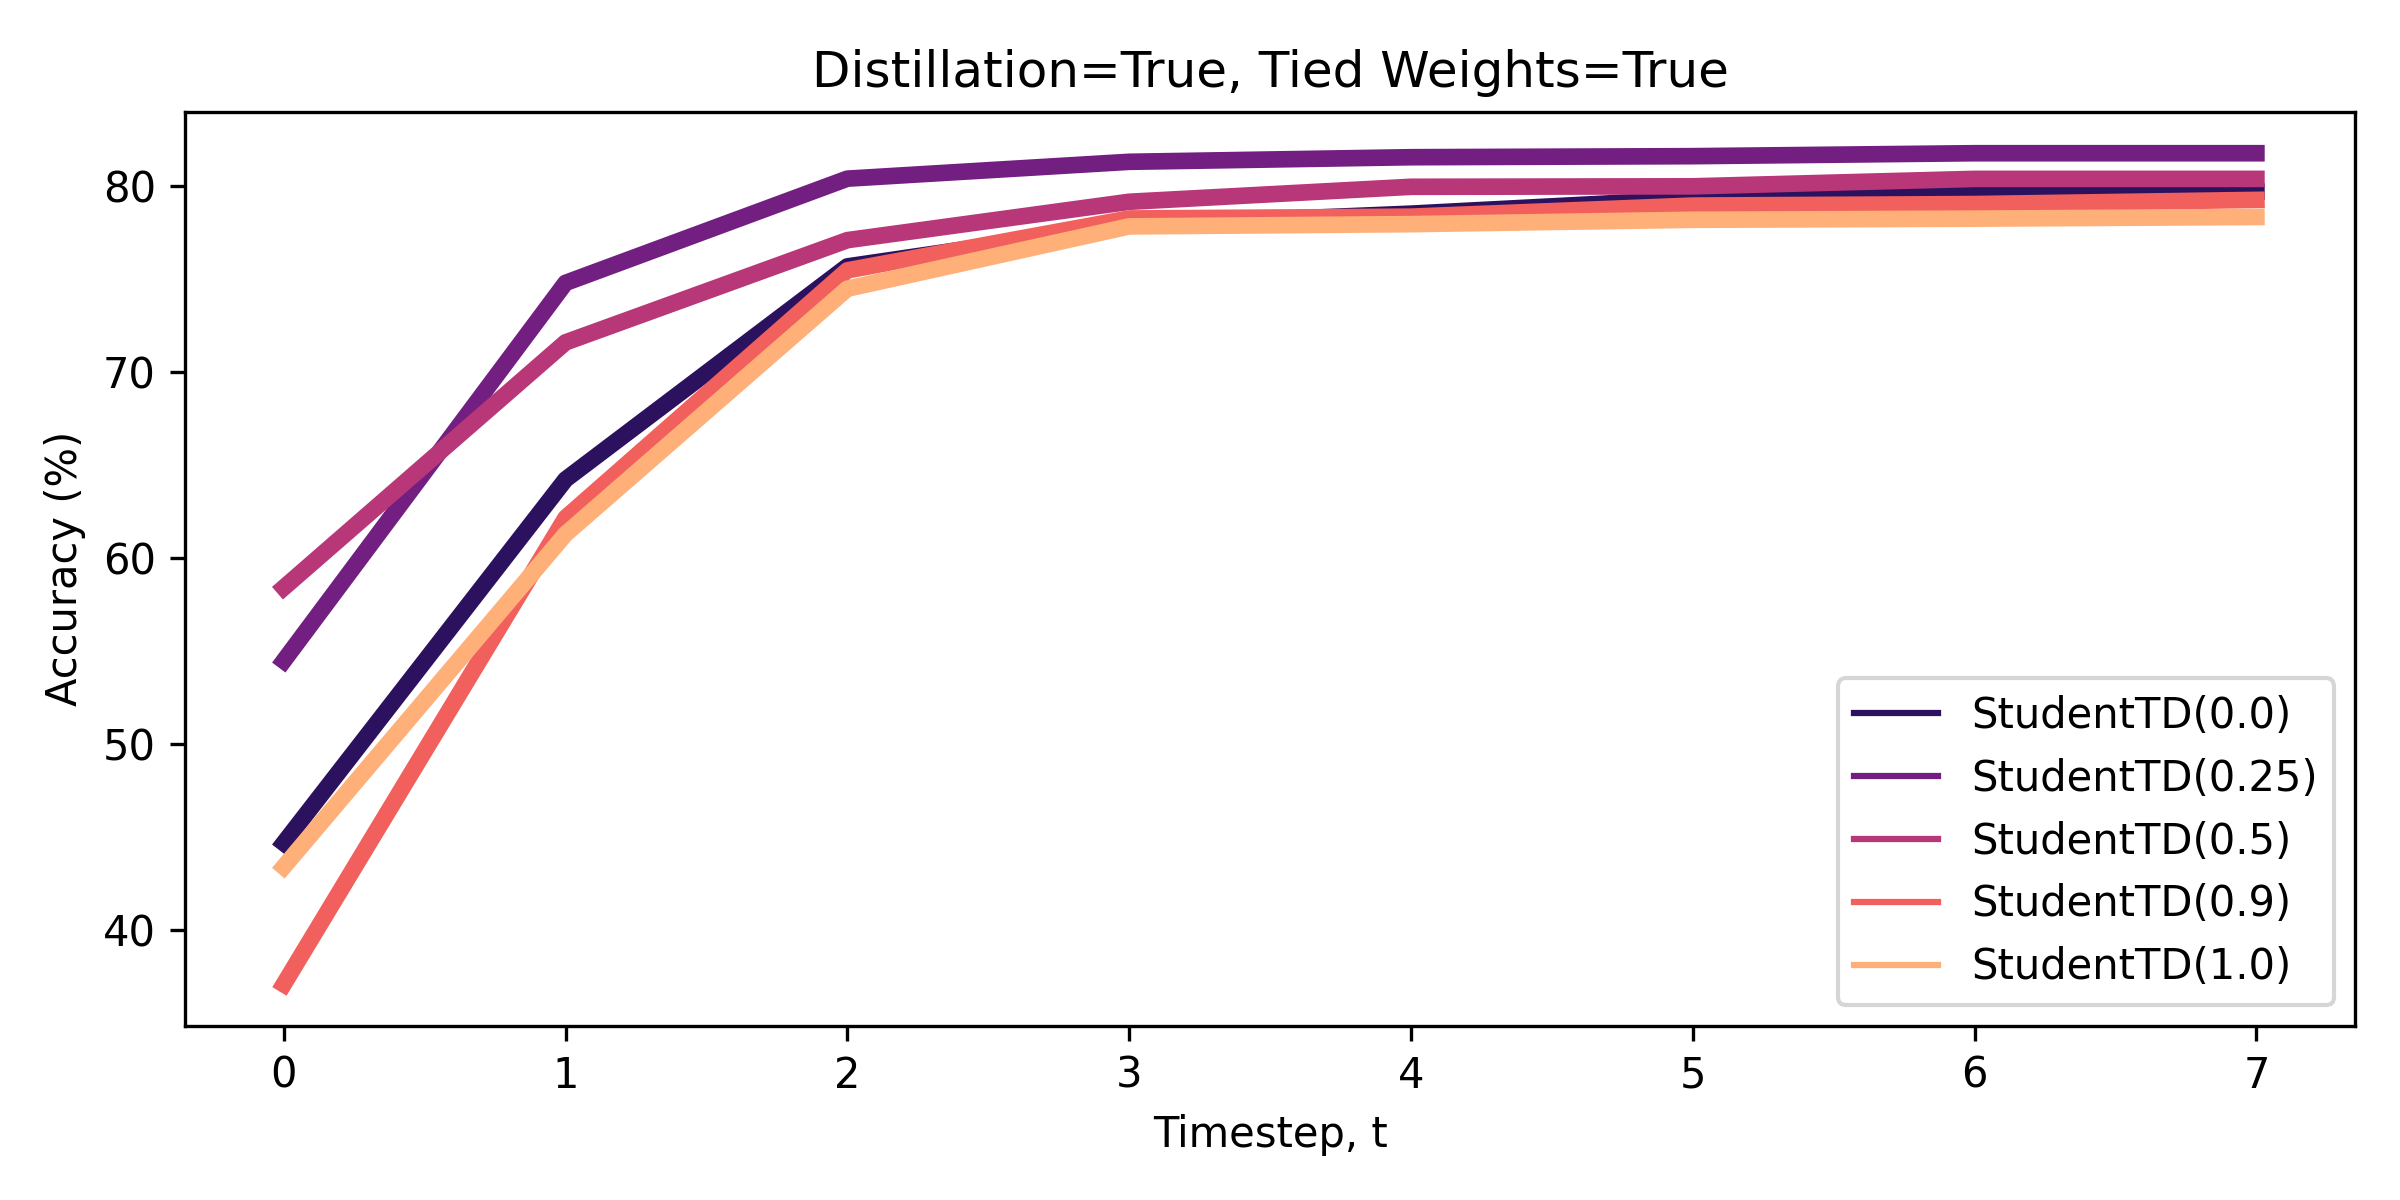 Distillation=True, Tied Weights=True
Accuracy (%)
80
70
60
50
40
0 1 2 3 4 5 6 7
Timestep, t
StudentTD(0.0)
StudentTD(0.25)
StudentTD(0.5)
StudentTD(0.9)
StudentTD(1.0)